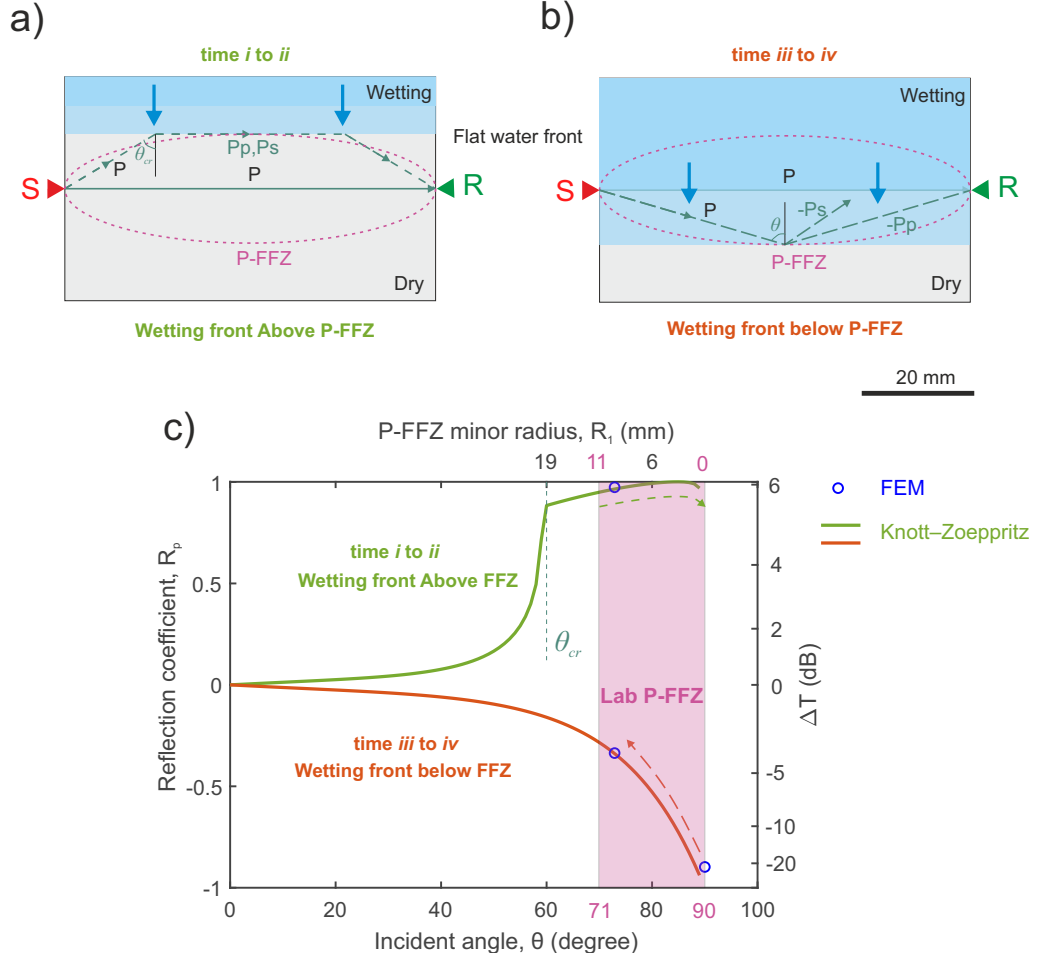 a)
time i to ii
Wetting
θcr
Pp,Ps
P
P
S
R
P-FFZ
Dry
Wetting front Above P-FFZ
Flat water front
b)
time iii to iv
Wetting
P
P
-Ps
θ
-Pp
S
R
P-FFZ
Dry
Wetting front below P-FFZ
20 mm
c)
P-FFZ minor radius, R1 (mm)
19 11 6 0
1
0.5
0
-0.5
-1
Reflection coefficient, Rp
time i to ii
Wetting front Above FFZ
θcr
Lab P-FFZ
time iii to iv
Wetting front below FFZ
6
4
2
0
-5
-10
-20
ΔT (dB)
0 20 40 60 71 80 90 100
Incident angle, θ (degree)
FEM
Knott–Zoeppritz